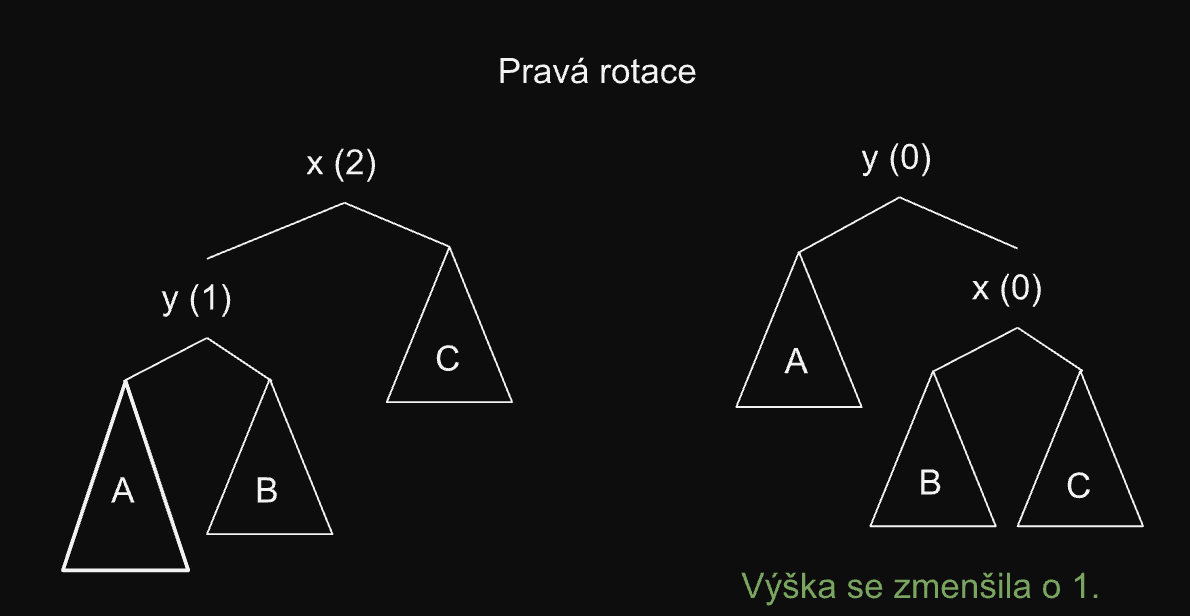 Pravá rotace
x (2)
y (1)
C
A
B
y (0)
x (0)
A
B
C
Výška se zmenšila o 1.